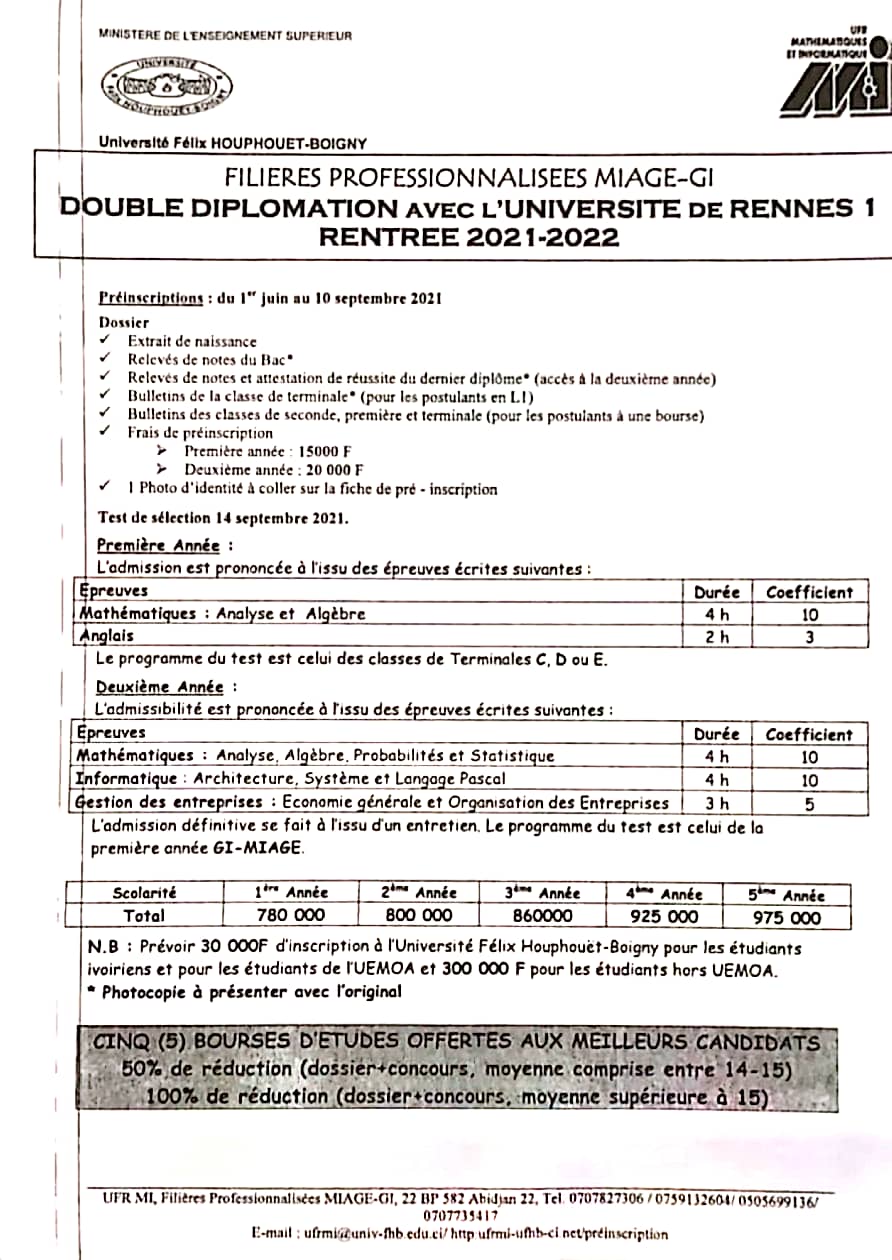 MINISTERE DE L'ENSEIGNEMENT SUPERIEUR
UFR
MATHEMATIQUES
ET INFORMATIQUE
UNIVERSITÉ
FELIX HOUPHOUET-BOIGNY
M&I
Université Félix HOUPHOUET-BOIGNY
FILIERES PROFESSIONNALISEES MIAGE-GI
DOUBLE DIPLOMATION AVEC L'UNIVERSITE DE RENNES 1
RENTREE 2021-2022
Préinscriptions : du 1er juin au 10 septembre 2021
Dossier
✓ Extrait de naissance
✓ Relevés de notes du Bac*
✓ Relevés de notes et attestation de réussite du dernier diplôme* (accès à la deuxième année)
✓ Bulletins de la classe de terminale* (pour les postulants en L1)
✓ Bulletins des classes de seconde, première et terminale (pour les postulants à une bourse)
✓ Frais de préinscription
➢ Première année : 15000 F
➢ Deuxième année : 20 000 F
✓ 1 Photo d'identité à coller sur la fiche de pré - inscription
Test de sélection 14 septembre 2021.
Première Année :
L'admission est prononcée à l'issu des épreuves écrites suivantes :
Epreuves Durée Coefficient
Mathématiques : Analyse et Algèbre 4 h 10
Anglais 2 h 3
Le programme du test est celui des classes de Terminales C, D ou E.
Deuxième Année :
L'admissibilité est prononcée à l'issu des épreuves écrites suivantes :
Epreuves Durée Coefficient
Mathématiques : Analyse, Algèbre, Probabilités et Statistique 4 h 10
Informatique : Architecture, Système et Langage Pascal 4 h 10
Gestion des entreprises : Economie générale et Organisation des Entreprises 3 h 5
L'admission définitive se fait à l'issu d'un entretien. Le programme du test est celui de la
première année GI-MIAGE.
Scolarité 1ère Année 2ème Année 3ème Année 4ème Année 5ème Année
Total 780 000 800 000 860000 925 000 975 000
N.B : Prévoir 30 000F d'inscription à l'Université Félix Houphouët-Boigny pour les étudiants
ivoiriens et pour les étudiants de l'UEMOA et 300 000 F pour les étudiants hors UEMOA.
* Photocopie à présenter avec l'original
CINQ (5) BOURSES D'ETUDES OFFERTES AUX MEILLEURS CANDIDATS
50% de réduction (dossier+concours, moyenne comprise entre 14-15)
100% de réduction (dossier+concours, moyenne supérieure à 15)
UFR MI, Filières Professionnalisées MIAGE-GI, 22 BP 582 Abidjan 22, Tel. 0707827306 / 0759132604/ 0505699136/
0707735417
E-mail : ufrmi@univ-fhb.edu.ci/ http:ufrmi-ufhb-ci net/préinscription